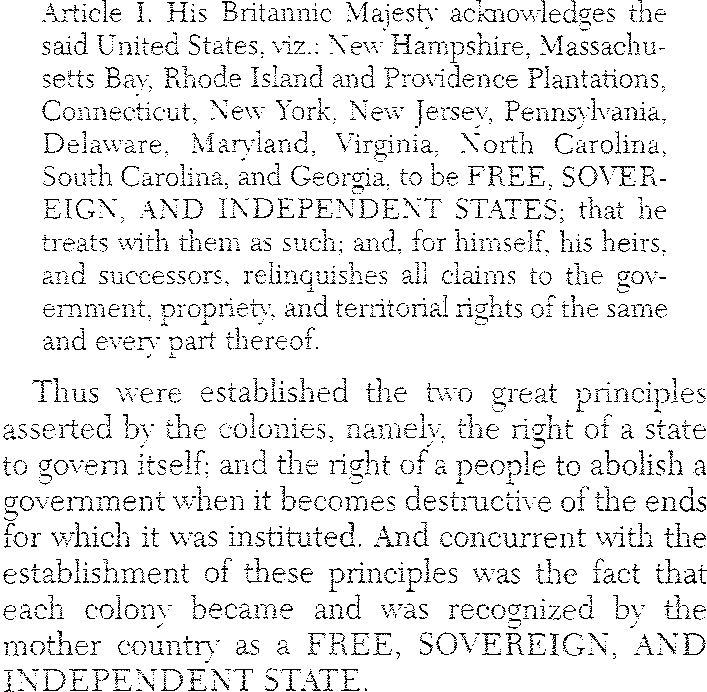 Article I. His Britannic Majesty acknowledges the
said United States, viz.: New Hampshire, Massachu-
setts Bay, Rhode Island and Providence Plantations,
Connecticut, New York, New Jersey, Pennsylvania,
Delaware, Maryland, Virginia, North Carolina,
South Carolina, and Georgia, to be FREE, SOVER-
EIGN, AND INDEPENDENT STATES; that he
treats with them as such; and, for himself, his heirs,
and successors, relinquishes all claims to the gov-
ernment, propriety, and territorial rights of the same
and every part thereof.
Thus were established the two great principles
asserted by the colonies, namely, the right of a state
to govern itself; and the right of a people to abolish a
government when it becomes destructive of the ends
for which it was instituted. And concurrent with the
establishment of these principles was the fact that
each colony became and was recognized by the
mother country as a FREE, SOVEREIGN, AND
INDEPENDENT STATE.